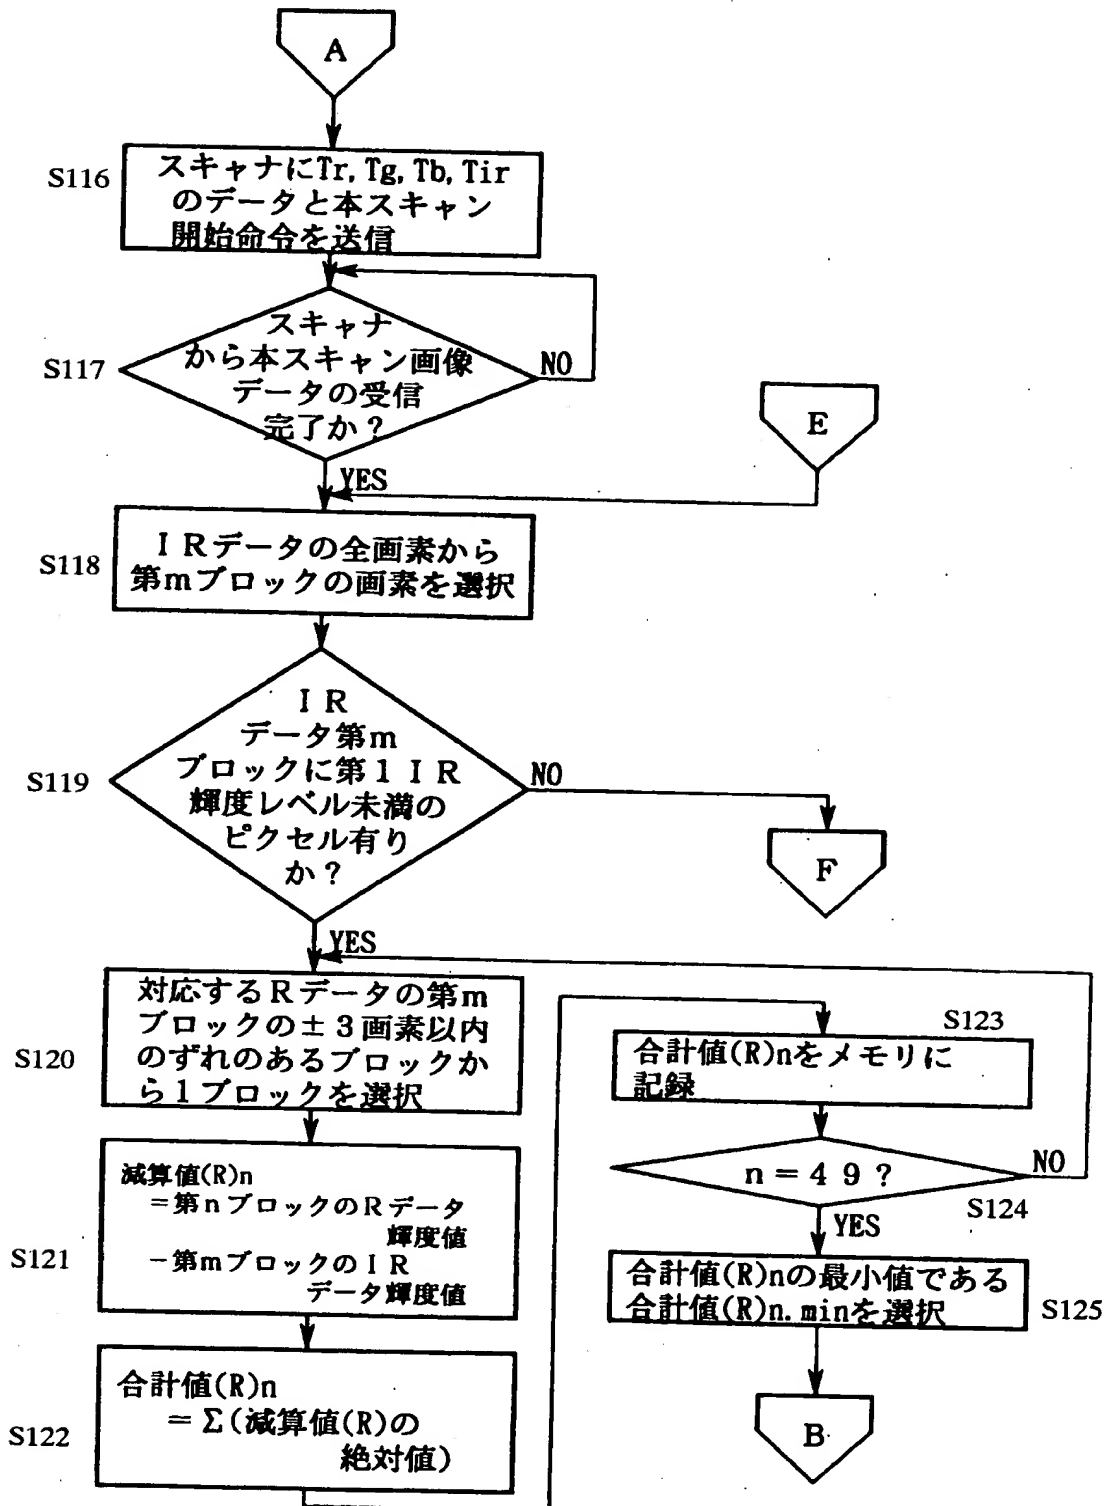 A
S116
スキャナにTr, Tg, Tb, Tir
のデータと本スキャン
開始命令を送信
S117
スキャナ
から本スキャン画像
データの受信
完了か?
NO
YES
E
S118
IRデータの全画素から
第mブロックの画素を選択
S119
IR
データ第m
ブロックに第1IR
輝度レベル未満の
ピクセル有り
か?
NO
F
YES
S120
対応するRデータの第m
ブロックの±3画素以内
のずれのあるブロックか
ら1ブロックを選択
S121
減算値(R)n
=第nブロックのRデータ
輝度値
-第mブロックのIR
データ輝度値
S122
合計値(R)n
=Σ(減算値(R)の
絶対値)
S123
合計値(R)nをメモリに
記録
n=49?
NO
S124
YES
合計値(R)nの最小値である
合計値(R)n.minを選択
S125
B